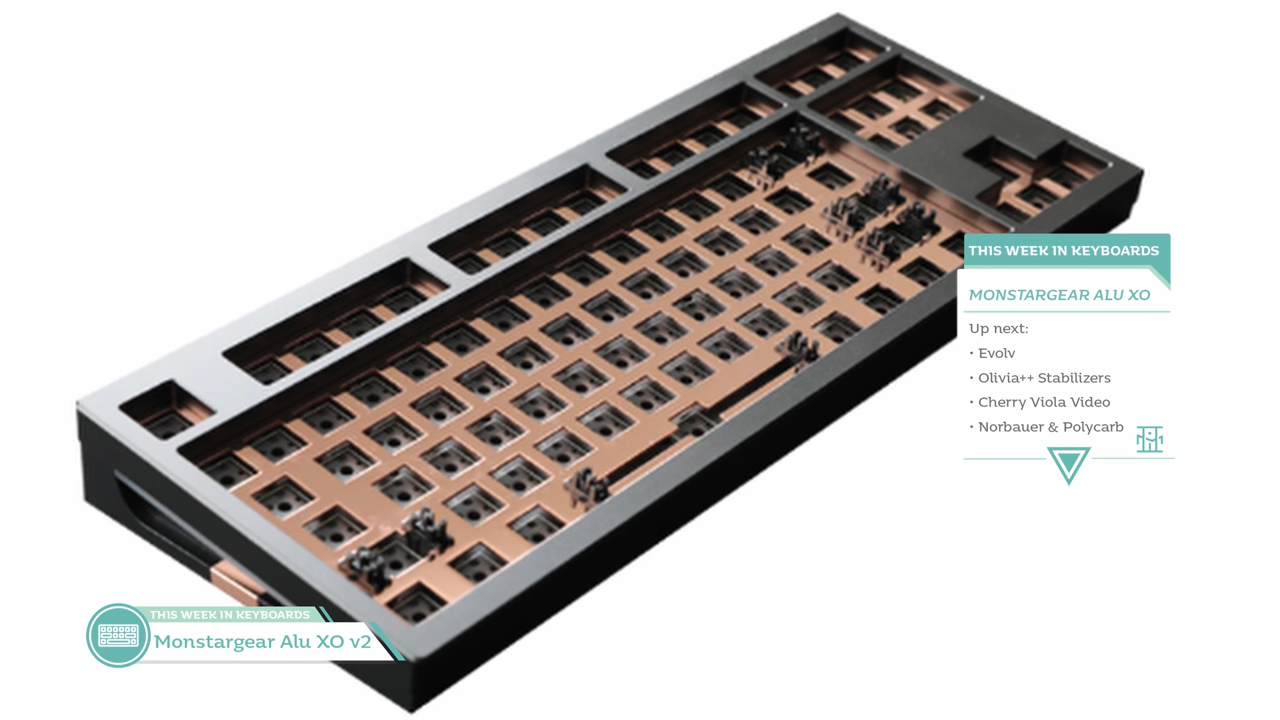 THIS WEEK IN KEYBOARDS
MONSTARGEAR ALU XO
Up next:
• Evolv
• Olivia++ Stabilizers
• Cherry Viola Video
• Norbauer & Polycarb
THIS WEEK IN KEYBOARDS
Monstargear Alu XO v2